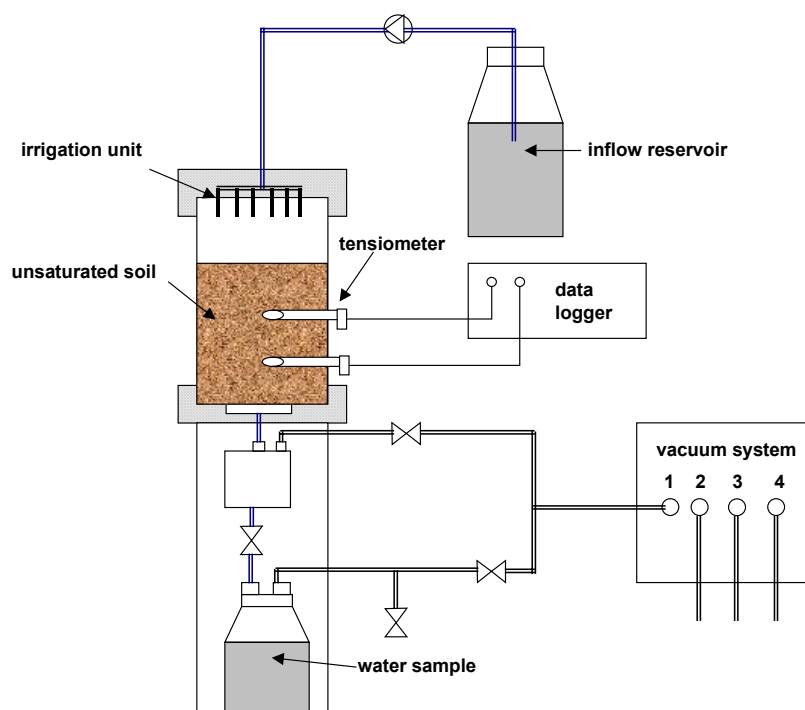 irrigation unit
inflow reservoir
tensiometer
unsaturated soil
data
logger
vacuum system
1 2 3 4
water sample